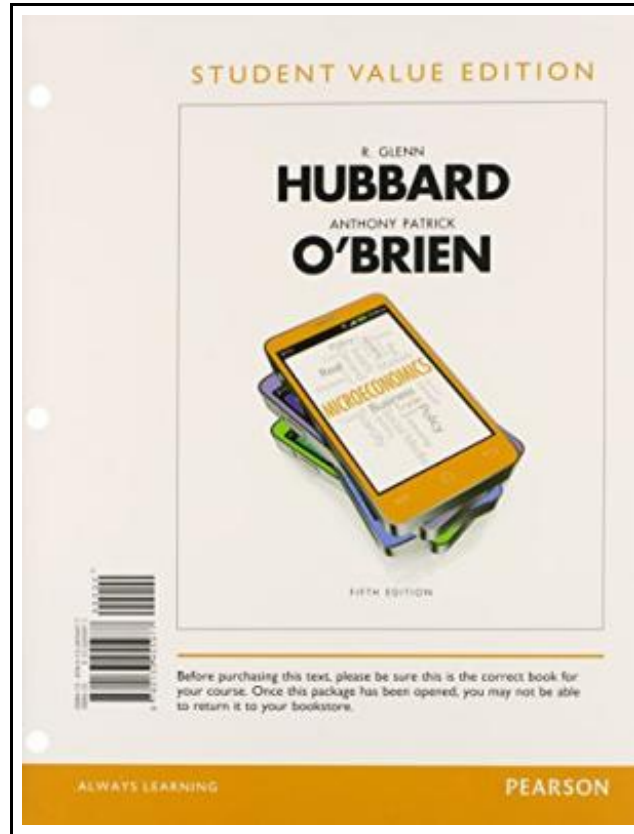 STUDENT VALUE EDITION
R. GLENN
HUBBARD
ANTHONY PATRICK
O'BRIEN
MICROECONOMICS
Business
Policy
FIFTH EDITION
Before purchasing this text, please be sure this is the correct book for
your course. Once this package has been opened, you may not be able
to return it to your bookstore.
ALWAYS LEARNING
PEARSON